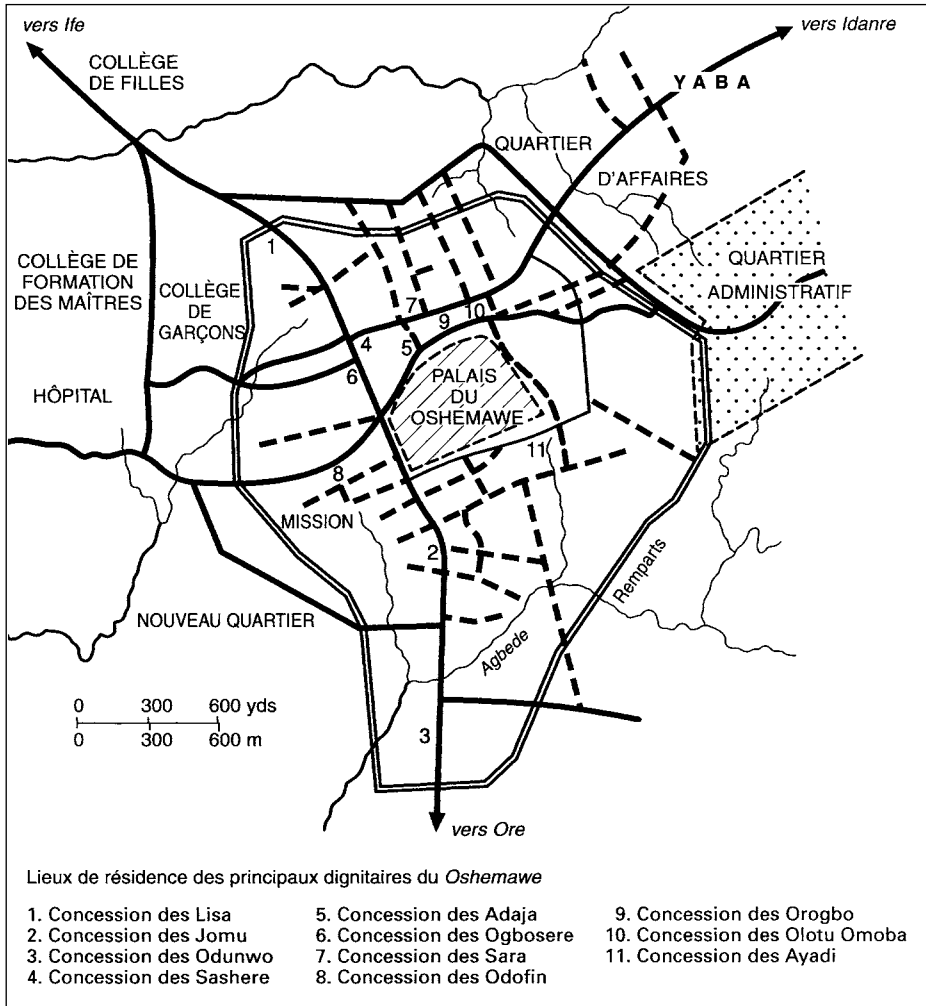 vers Ife
vers Idanre
COLLÈGE
DE FILLES
YABA
QUARTIER
D'AFFAIRES
1
COLLÈGE DE
FORMATION
DES MAÎTRES
COLLÈGE
DE
GARÇONS
QUARTIER
ADMINISTRATIF
7
10
9
4
5
6
HÔPITAL
PALAIS
DU
OSHEMAWE
11
8
MISSION
2
Remparts
NOUVEAU QUARTIER
Agbede
0 300 600 yds
0 300 600 m
3
vers Ore
Lieux de résidence des principaux dignitaires du Oshemawe
1. Concession des Lisa
2. Concession des Jomu
3. Concession des Odunwo
4. Concession des Sashere
5. Concession des Adaja
6. Concession des Ogbosere
7. Concession des Sara
8. Concession des Odofin
9. Concession des Orogbo
10. Concession des Olotu Omoba
11. Concession des Ayadi